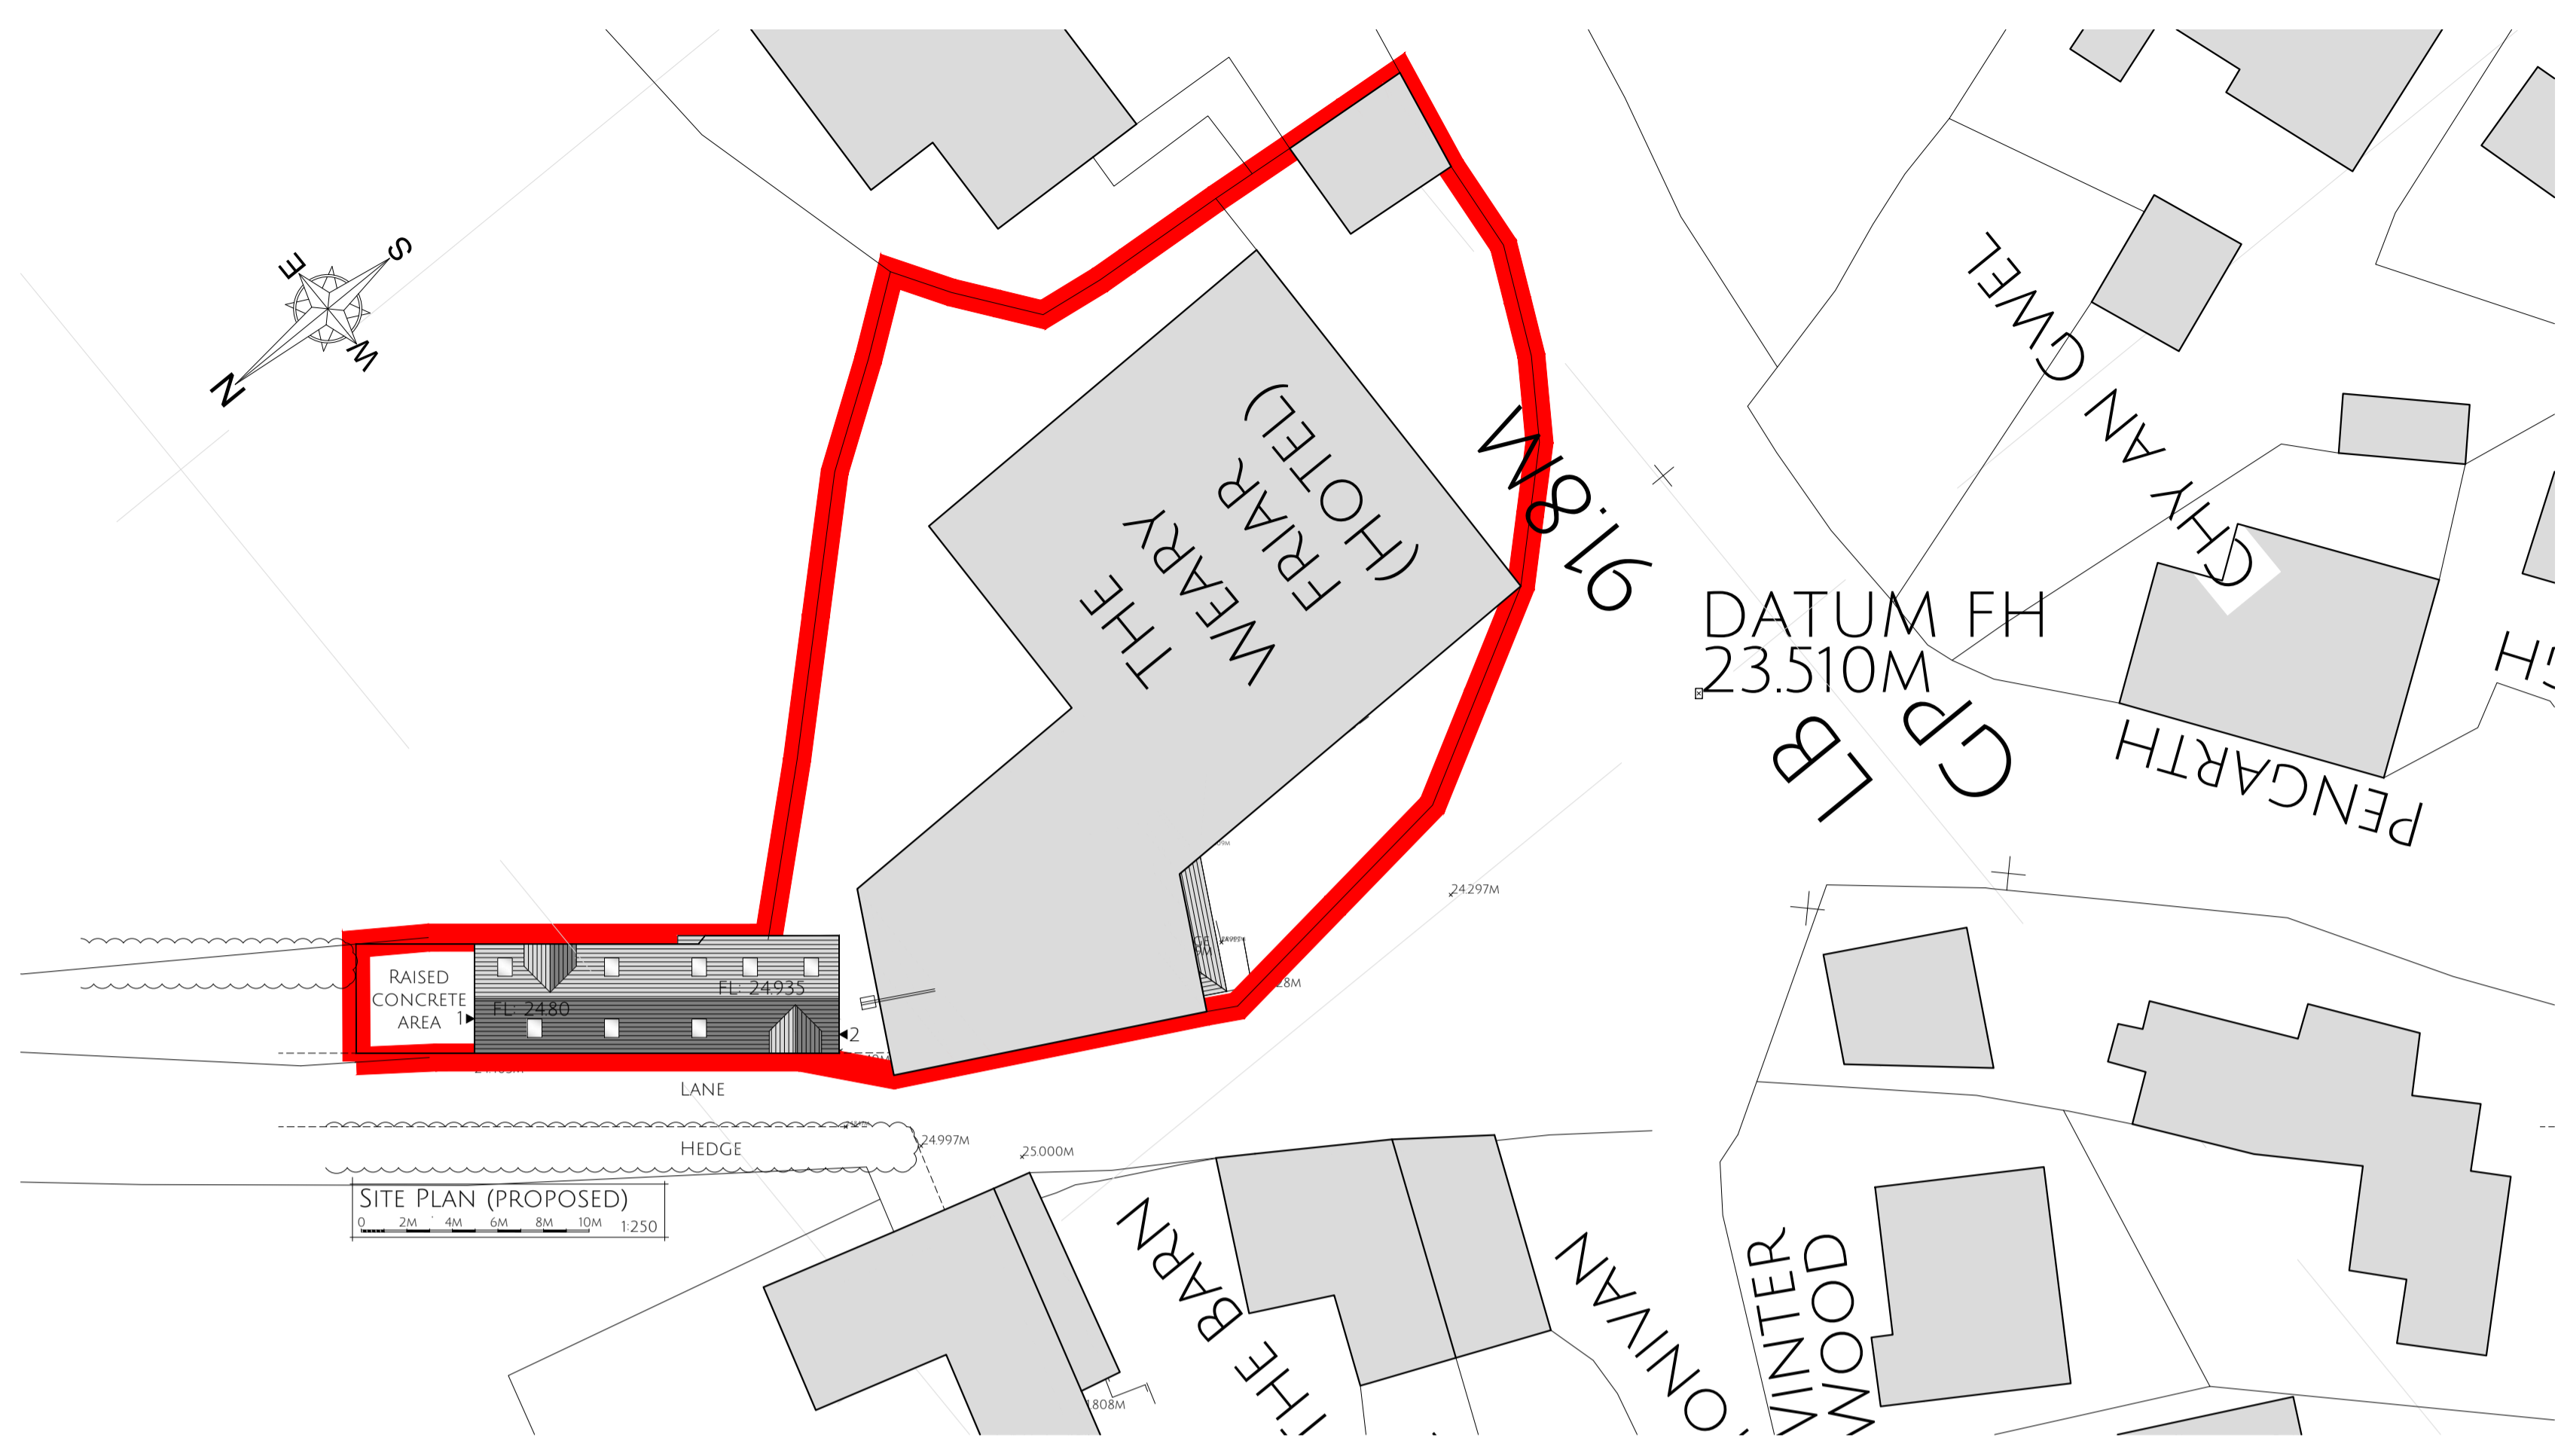 S
E
W
N
THE
WEARY
FRIAR
(HOTEL)
91.8M
CHY AN GWEL
DATUM FH
23.510M
LB
GP
PENGARTH
24.297M
RAISED
CONCRETE
AREA
1
FL: 24.80
FL: 24.935
2
LANE
HEDGE
24.997M
25.000M
SITE PLAN (PROPOSED)
0 2M 4M 6M 8M 10M 1:250
THE BARN
WINTER
WOOD